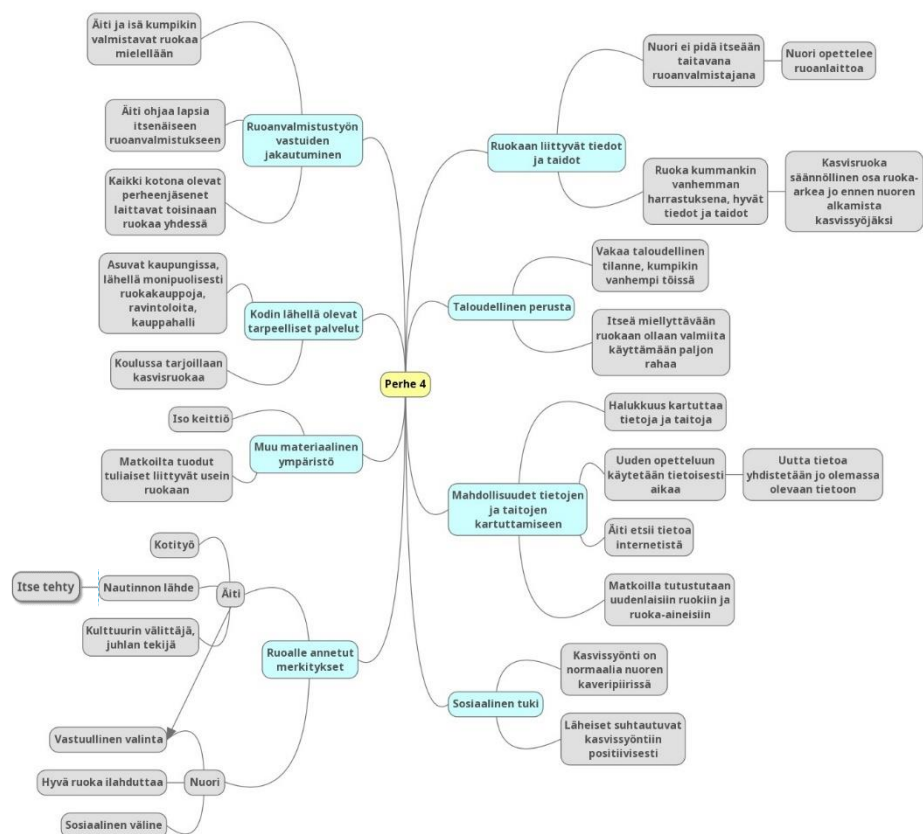 Perhe 4
Ruoanvalmistustyön
vastuiden
jakautuminen
Äiti ja isä kumpikin
valmistavat ruokaa
mielellään
Äiti ohjaa lapsia
itsenäiseen
ruoanvalmistukseen
Kaikki kotona olevat
perheenjäsenet
laittavat toisinaan
ruokaa yhdessä
Kodin lähellä olevat
tarpeelliset palvelut
Asuvat kaupungissa,
lähellä monipuolisesti
ruokakauppoja,
ravintoloita,
kauppahalli
Koulussa tarjoillaan
kasvisruokaa
Muu materiaalinen
ympäristö
Iso keittiö
Matkoilta tuodut
tuliaiset liittyvät usein
ruokaan
Ruoalle annetut
merkitykset
Äiti
Kotityö
Nautinnon lähde
Itse tehty
Kulttuurin välittäjä,
juhlan tekijä
Nuori
Vastuullinen valinta
Hyvä ruoka ilahduttaa
Sosiaalinen väline
Ruokaan liittyvät tiedot
ja taidot
Nuori ei pidä itseään
taitavana
ruoanvalmistajana
Nuori opettelee
ruoanlaittoa
Ruoka kummankin
vanhemman
harrastuksena, hyvät
tiedot ja taidot
Kasvisruoka
säännöllinen osa ruoka-
arkea jo ennen nuoren
alkamista
kasvissyöjäksi
Taloudellinen perusta
Vakaa taloudellinen
tilanne, kumpikin
vanhempi töissä
Itseä miellyttävään
ruokaan ollaan valmiita
käyttämään paljon
rahaa
Mahdollisuudet tietojen
ja taitojen
kartuttamiseen
Halukkuus kartuttaa
tietoja ja taitoja
Uuden opetteluun
käytetään tietoisesti
aikaa
Uutta tietoa
yhdistetään jo olemassa
olevaan tietoon
Äiti etsii tietoa
internetistä
Matkoilla tutustutaan
uudenlaisiin ruokiin ja
ruoka-aineisiin
Sosiaalinen tuki
Kasvissyönti on
normaalia nuoren
kaveripiirissä
Läheiset suhtautuvat
kasvissyöntiin
positiivisesti